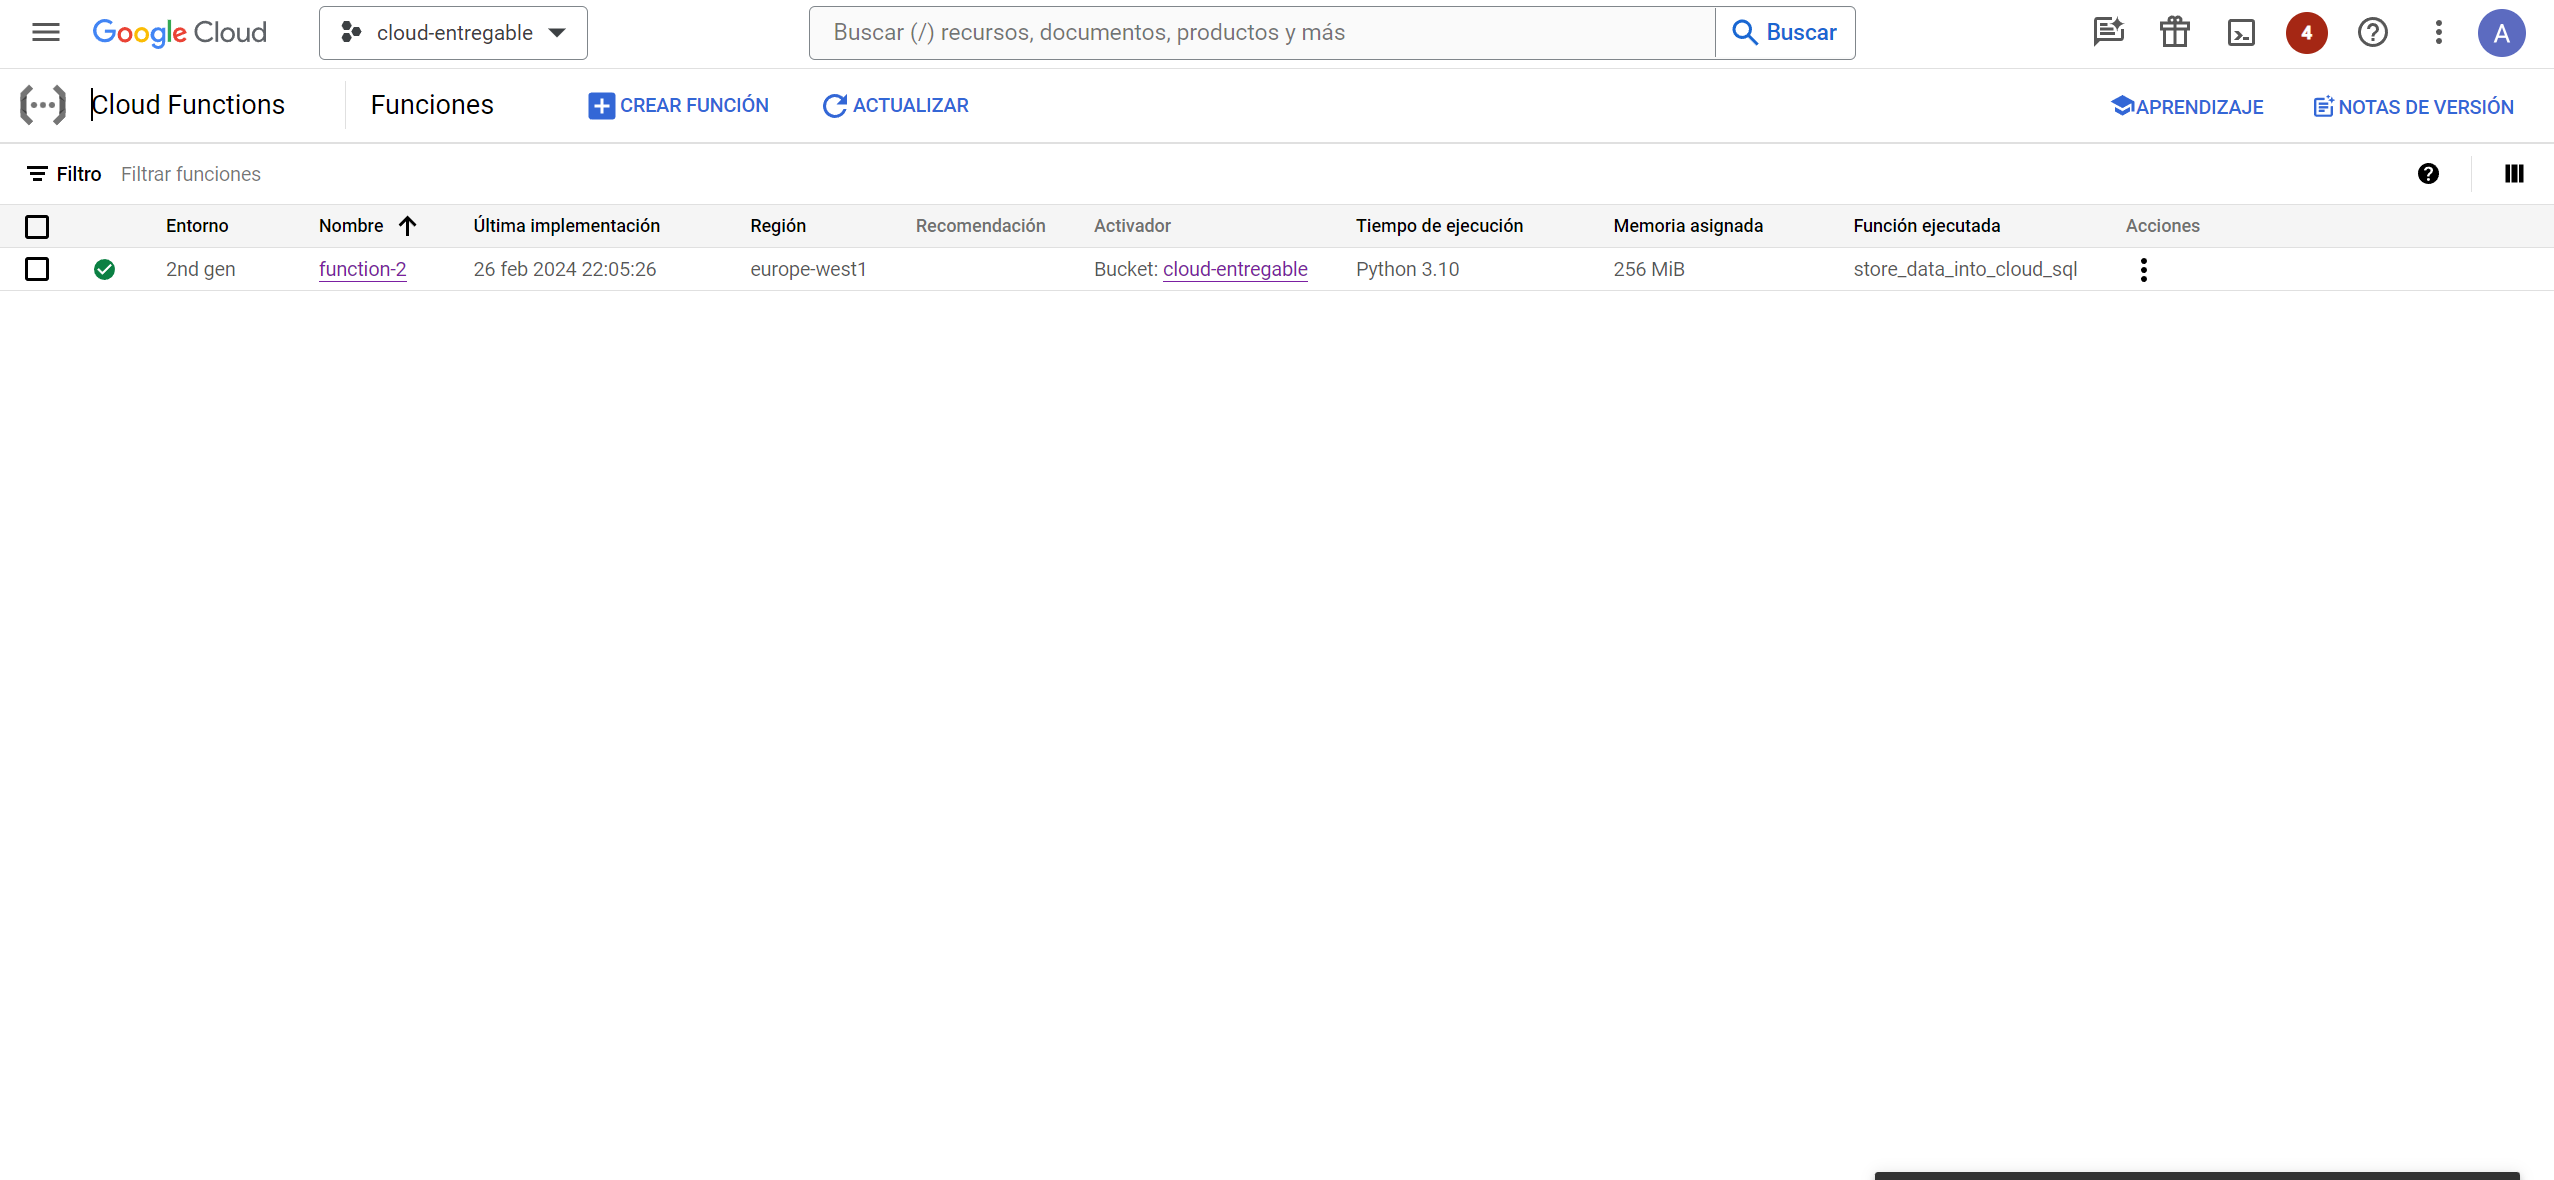 Google Cloud cloud-entregable Buscar (/) recursos, documentos, productos y más Buscar 4 A
Cloud Functions Funciones CREAR FUNCIÓN ACTUALIZAR APRENDIZAJE NOTAS DE VERSIÓN
Filtro Filtrar funciones
Entorno Nombre Última implementación Región Recomendación Activador Tiempo de ejecución Memoria asignada Función ejecutada Acciones
2nd gen function-2 26 feb 2024 22:05:26 europe-west1 Bucket: cloud-entregable Python 3.10 256 MiB store_data_into_cloud_sql